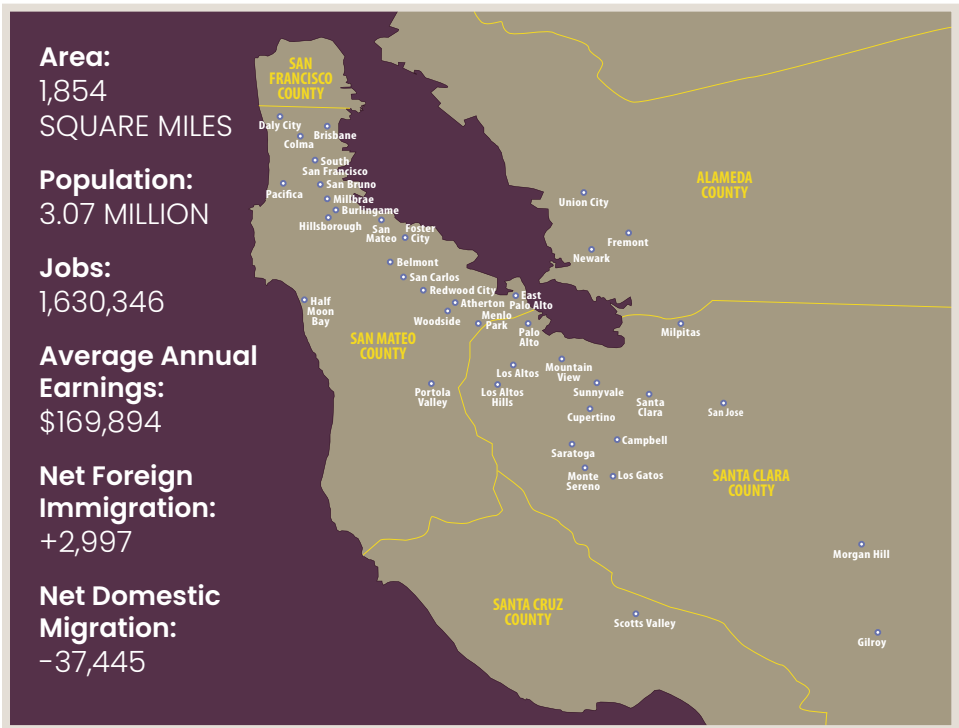 Area:
1,854
SQUARE MILES
Population:
3.07 MILLION
Jobs:
1,630,346
Average Annual
Earnings:
$169,894
Net Foreign
Immigration:
+2,997
Net Domestic
Migration:
-37,445
SAN
FRANCISCO
COUNTY
Daly City
Brisbane
Colma
South
San Francisco
Pacifica
San Bruno
Millbrae
Burlingame
Hillsborough
San
Mateo
Foster
City
Belmont
San Carlos
Redwood City
Half
Moon
Bay
Atherton
Woodside
Menlo
Park
East
Palo Alto
Palo
Alto
SAN MATEO
COUNTY
Portola
Valley
Los Altos
Los Altos
Hills
Mountain
View
Sunnyvale
Cupertino
Santa
Clara
San Jose
Milpitas
Saratoga
Campbell
Monte
Sereno
Los Gatos
Union City
Fremont
Newark
ALAMEDA
COUNTY
SANTA CLARA
COUNTY
Morgan Hill
Gilroy
SANTA CRUZ
COUNTY
Scotts Valley